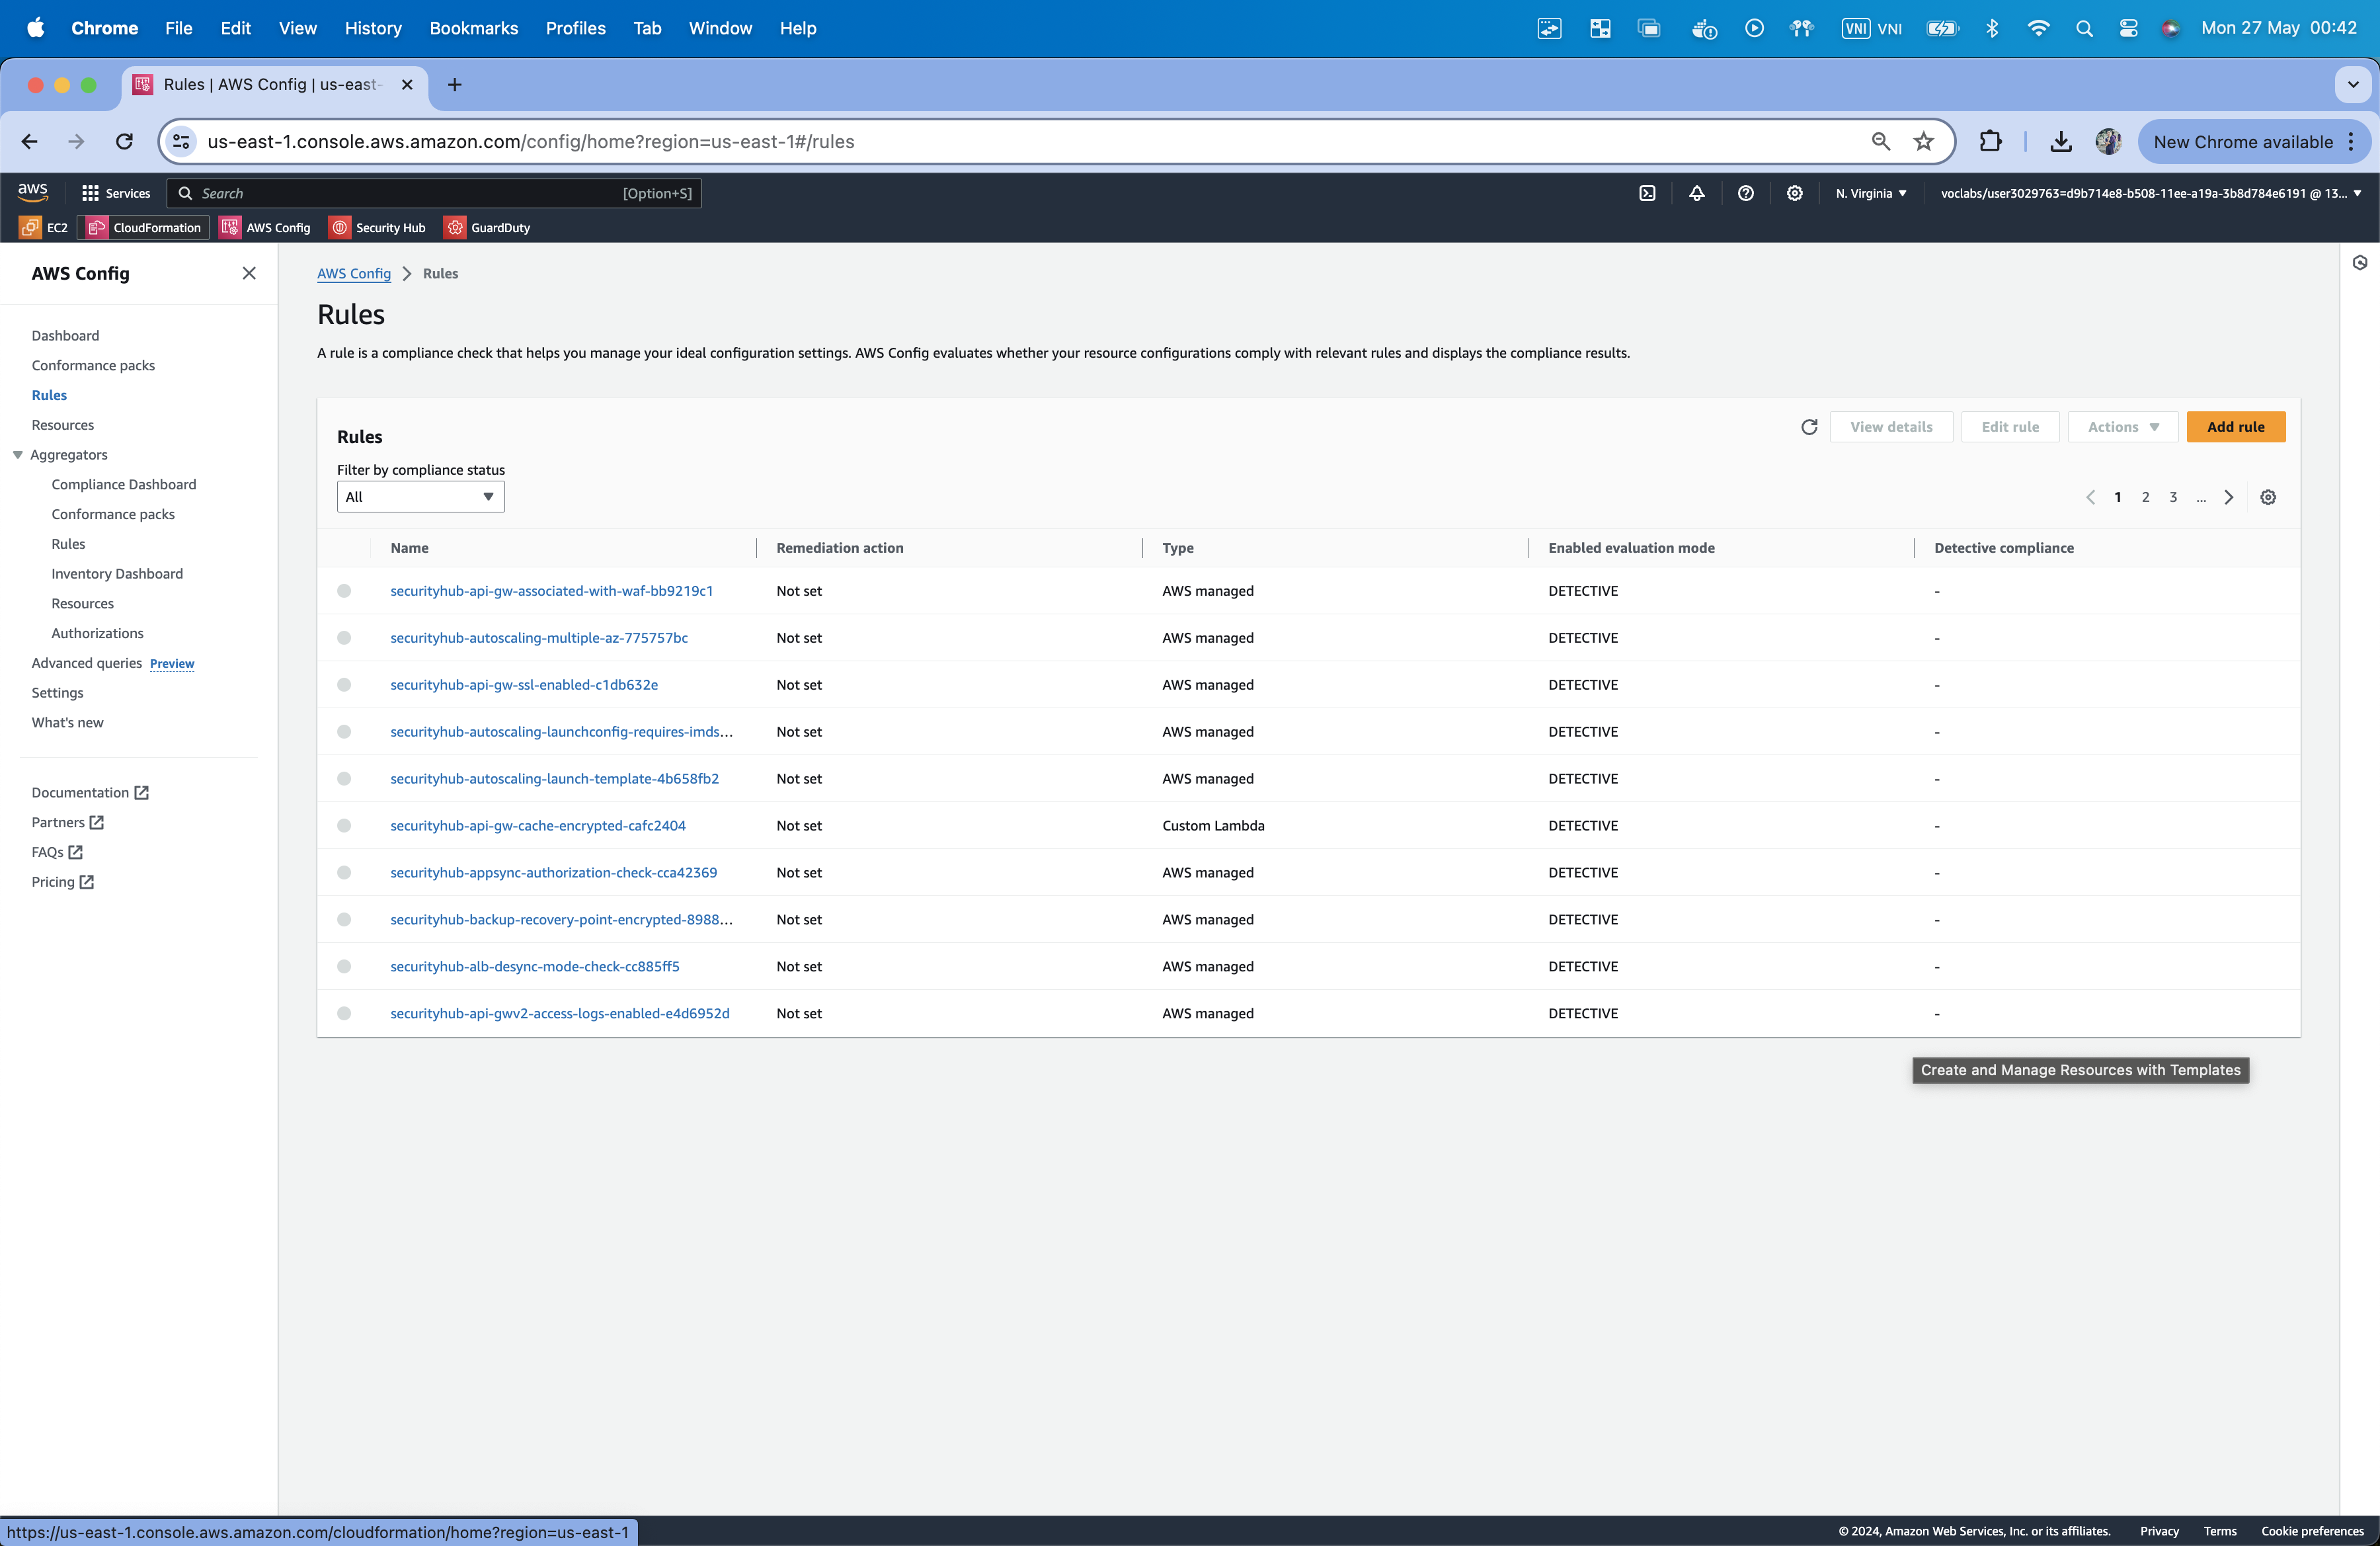 Chrome File Edit View History Bookmarks Profiles Tab Window Help VNI VNI Mon 27 May 00:42
Rules | AWS Config | us-east-
us-east-1.console.aws.amazon.com/config/home?region=us-east-1#/rules New Chrome available
aws Services Search [Option+S] N. Virginia voclabs/user3029763=d9b714e8-b508-11ee-a19a-3b8d784e6191 @ 13...
EC2 CloudFormation AWS Config Security Hub GuardDuty
AWS Config
Dashboard
Conformance packs
Rules
Resources
Aggregators
Compliance Dashboard
Conformance packs
Rules
Inventory Dashboard
Resources
Authorizations
Advanced queries Preview
Settings
What's new
Documentation
Partners
FAQs
Pricing
AWS Config Rules
Rules
A rule is a compliance check that helps you manage your ideal configuration settings. AWS Config evaluates whether your resource configurations comply with relevant rules and displays the compliance results.
Rules View details Edit rule Actions Add rule
Filter by compliance status
All 1 2 3 ...
Name Remediation action Type Enabled evaluation mode Detective compliance
securityhub-api-gw-associated-with-waf-bb9219c1 Not set AWS managed DETECTIVE -
securityhub-autoscaling-multiple-az-775757bc Not set AWS managed DETECTIVE -
securityhub-api-gw-ssl-enabled-c1db632e Not set AWS managed DETECTIVE -
securityhub-autoscaling-launchconfig-requires-imds... Not set AWS managed DETECTIVE -
securityhub-autoscaling-launch-template-4b658fb2 Not set AWS managed DETECTIVE -
securityhub-api-gw-cache-encrypted-cafc2404 Not set Custom Lambda DETECTIVE -
securityhub-appsync-authorization-check-cca42369 Not set AWS managed DETECTIVE -
securityhub-backup-recovery-point-encrypted-8988... Not set AWS managed DETECTIVE -
securityhub-alb-desync-mode-check-cc885ff5 Not set AWS managed DETECTIVE -
securityhub-api-gwv2-access-logs-enabled-e4d6952d Not set AWS managed DETECTIVE -
Create and Manage Resources with Templates
https://us-east-1.console.aws.amazon.com/cloudformation/home?region=us-east-1
© 2024, Amazon Web Services, Inc. or its affiliates. Privacy Terms Cookie preferences